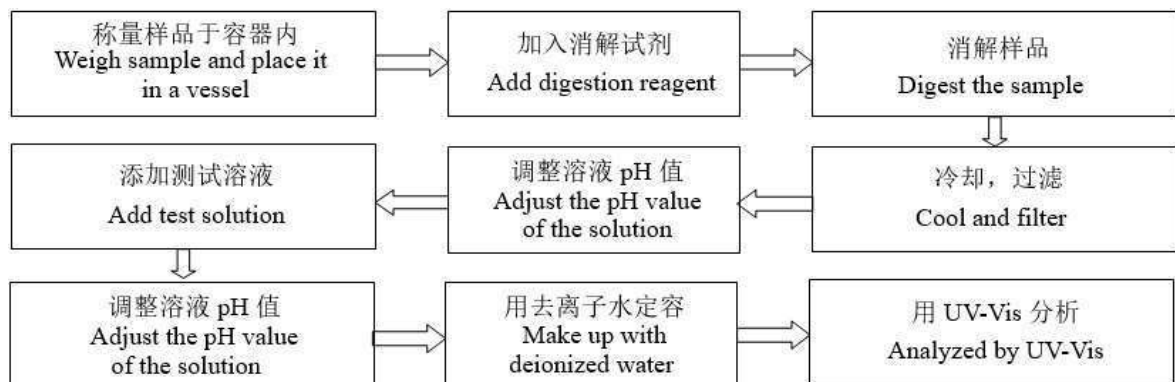 称量样品于容器内
Weigh sample and place it
in a vessel
加入消解试剂
Add digestion reagent
消解样品
Digest the sample
冷却，过滤
Cool and filter
调整溶液 pH 值
Adjust the pH value
of the solution
添加测试溶液
Add test solution
调整溶液 pH 值
Adjust the pH value
of the solution
用去离子水定容
Make up with
deionized water
用 UV-Vis 分析
Analyzed by UV-Vis